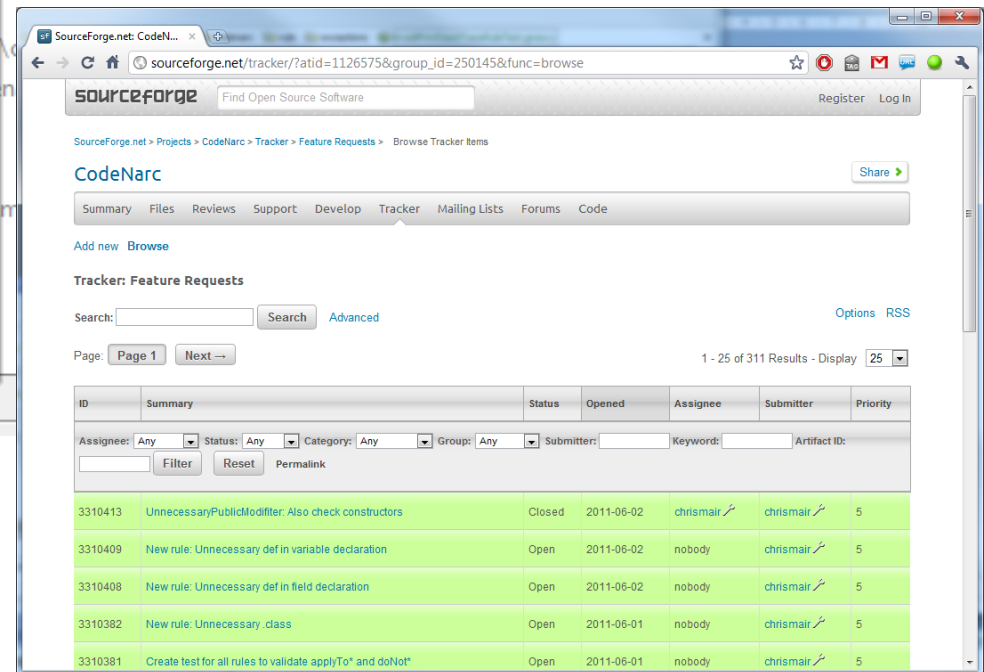 SourceForge.net: CodeN...
sourceforge.net/tracker/?atid=1126575&group_id=250145&func=browse
sourceforge Find Open Source Software Register Log In
SourceForge.net > Projects > CodeNarc > Tracker > Feature Requests > Browse Tracker Items
CodeNarc Share
Summary Files Reviews Support Develop Tracker Mailing Lists Forums Code
Add new Browse
Tracker: Feature Requests
Search: Search Advanced Options RSS
Page: Page 1 Next → 1 - 25 of 311 Results - Display 25
ID Summary Status Opened Assignee Submitter Priority
Assignee: Any Status: Any Category: Any Group: Any Submitter: Keyword: Artifact ID:
Filter Reset Permalink
3310413 UnnecessaryPublicModifiter: Also check constructors Closed 2011-06-02 chrismair chrismair 5
3310409 New rule: Unnecessary def in variable declaration Open 2011-06-02 nobody chrismair 5
3310408 New rule: Unnecessary def in field declaration Open 2011-06-02 nobody chrismair 5
3310382 New rule: Unnecessary .class Open 2011-06-01 nobody chrismair 5
3310381 Create test for all rules to validate applyTo* and doNot* Open 2011-06-01 nobody chrismair 5